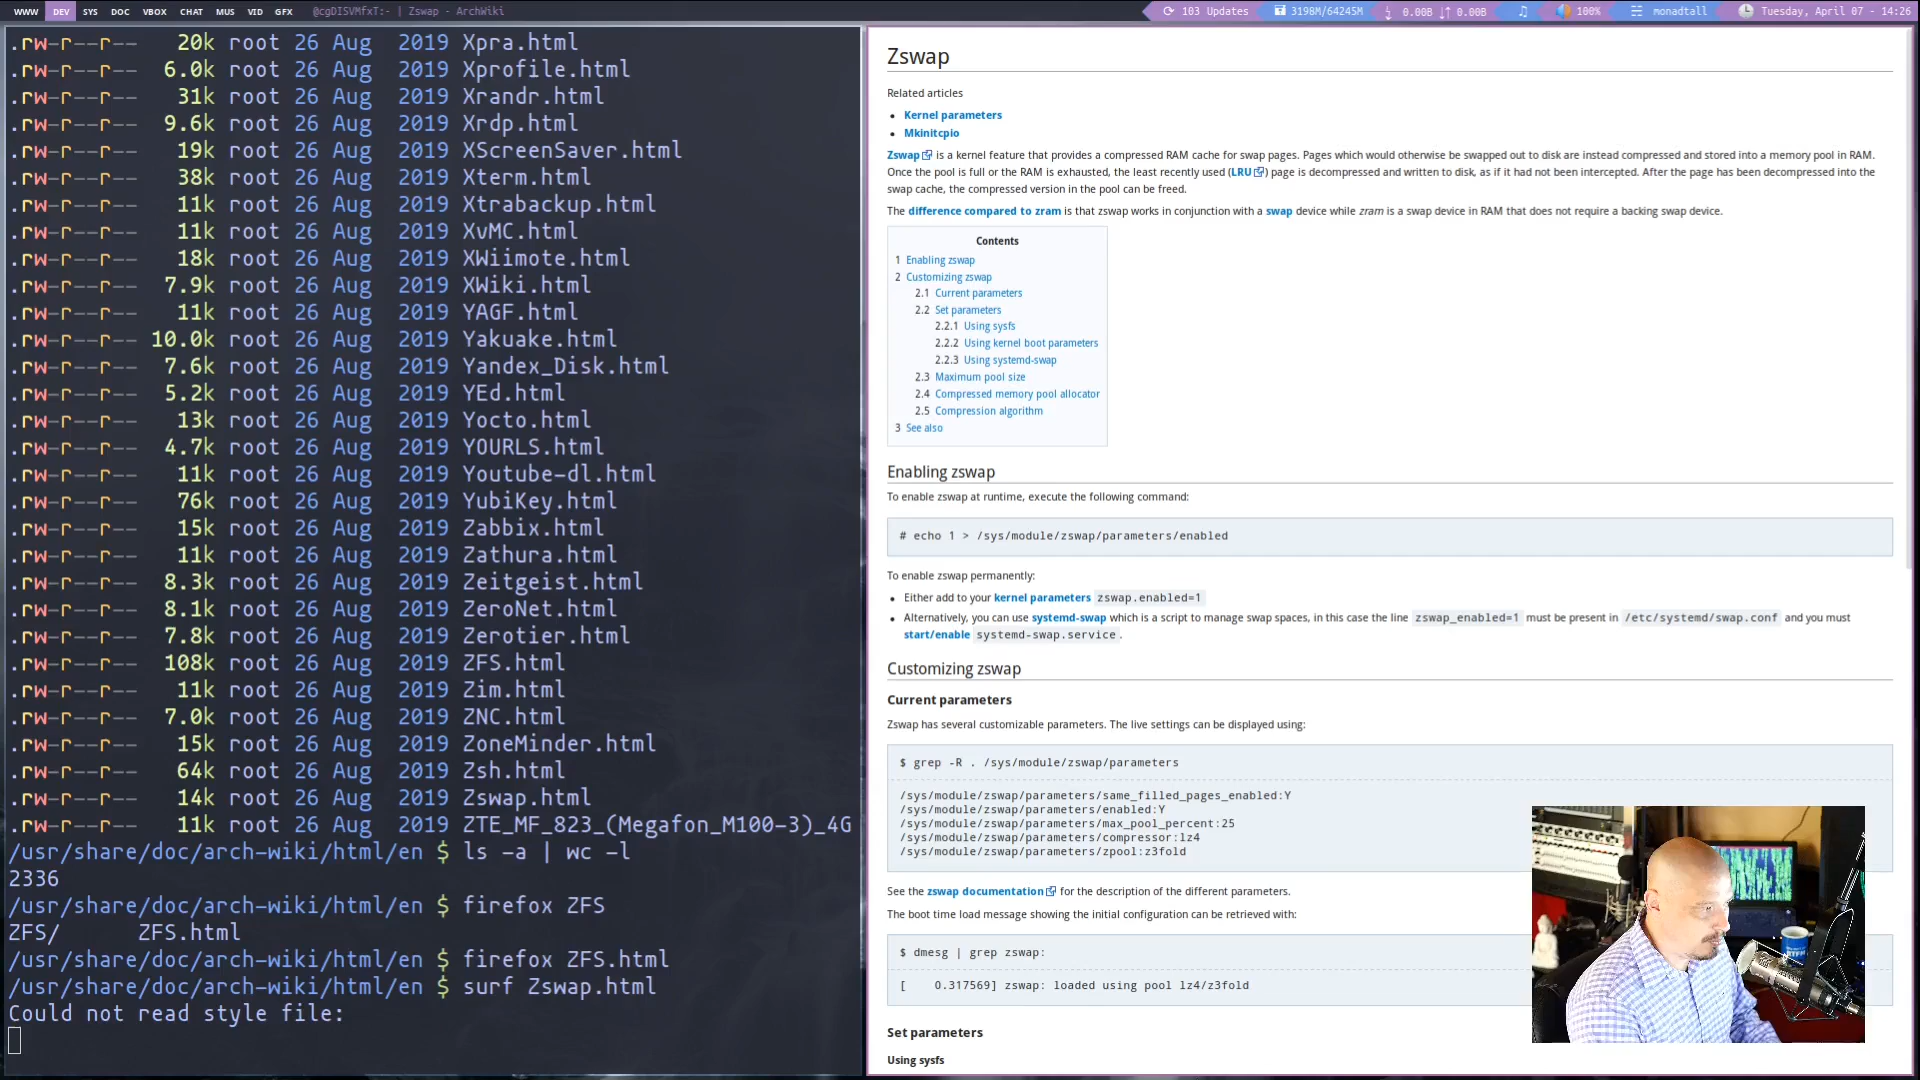 WWW DEV SYS DOC VBOX CHAT MUS VID GFX @cgDISVMfxT:- | Zswap - ArchWiki
103 Updates 3198M/64245M 0.00B ↓↑ 0.00B 100% monadtall Tuesday, April 07 - 14:26
.rw-r--r-- 20k root 26 Aug 2019 Xpra.html
.rw-r--r-- 6.0k root 26 Aug 2019 Xprofile.html
.rw-r--r-- 31k root 26 Aug 2019 Xrandr.html
.rw-r--r-- 9.6k root 26 Aug 2019 Xrdp.html
.rw-r--r-- 19k root 26 Aug 2019 XScreenSaver.html
.rw-r--r-- 38k root 26 Aug 2019 Xterm.html
.rw-r--r-- 11k root 26 Aug 2019 Xtrabackup.html
.rw-r--r-- 11k root 26 Aug 2019 XvMC.html
.rw-r--r-- 18k root 26 Aug 2019 XWiimote.html
.rw-r--r-- 7.9k root 26 Aug 2019 XWiki.html
.rw-r--r-- 11k root 26 Aug 2019 YAGF.html
.rw-r--r-- 10.0k root 26 Aug 2019 Yakuake.html
.rw-r--r-- 7.6k root 26 Aug 2019 Yandex_Disk.html
.rw-r--r-- 5.2k root 26 Aug 2019 YEd.html
.rw-r--r-- 13k root 26 Aug 2019 Yocto.html
.rw-r--r-- 4.7k root 26 Aug 2019 YOURLS.html
.rw-r--r-- 11k root 26 Aug 2019 Youtube-dl.html
.rw-r--r-- 76k root 26 Aug 2019 YubiKey.html
.rw-r--r-- 15k root 26 Aug 2019 Zabbix.html
.rw-r--r-- 11k root 26 Aug 2019 Zathura.html
.rw-r--r-- 8.3k root 26 Aug 2019 Zeitgeist.html
.rw-r--r-- 8.1k root 26 Aug 2019 ZeroNet.html
.rw-r--r-- 7.8k root 26 Aug 2019 Zerotier.html
.rw-r--r-- 108k root 26 Aug 2019 ZFS.html
.rw-r--r-- 11k root 26 Aug 2019 Zim.html
.rw-r--r-- 7.0k root 26 Aug 2019 ZNC.html
.rw-r--r-- 15k root 26 Aug 2019 ZoneMinder.html
.rw-r--r-- 64k root 26 Aug 2019 Zsh.html
.rw-r--r-- 14k root 26 Aug 2019 Zswap.html
.rw-r--r-- 11k root 26 Aug 2019 ZTE_MF_823_(Megafon_M100-3)_4G
/usr/share/doc/arch-wiki/html/en $ ls -a | wc -l
2336
/usr/share/doc/arch-wiki/html/en $ firefox ZFS
ZFS/ ZFS.html
/usr/share/doc/arch-wiki/html/en $ firefox ZFS.html
/usr/share/doc/arch-wiki/html/en $ surf Zswap.html
Could not read style file:
Zswap
Related articles
• Kernel parameters
• Mkinitcpio
Zswap is a kernel feature that provides a compressed RAM cache for swap pages. Pages which would otherwise be swapped out to disk are instead compressed and stored into a memory pool in RAM.
Once the pool is full or the RAM is exhausted, the least recently used (LRU) page is decompressed and written to disk, as if it had not been intercepted. After the page has been decompressed into the
swap cache, the compressed version in the pool can be freed.
The difference compared to zram is that zswap works in conjunction with a swap device while zram is a swap device in RAM that does not require a backing swap device.
Contents
1 Enabling zswap
2 Customizing zswap
2.1 Current parameters
2.2 Set parameters
2.2.1 Using sysfs
2.2.2 Using kernel boot parameters
2.2.3 Using systemd-swap
2.3 Maximum pool size
2.4 Compressed memory pool allocator
2.5 Compression algorithm
3 See also
Enabling zswap
To enable zswap at runtime, execute the following command:
# echo 1 > /sys/module/zswap/parameters/enabled
To enable zswap permanently:
• Either add to your kernel parameters zswap.enabled=1
• Alternatively, you can use systemd-swap which is a script to manage swap spaces, in this case the line zswap_enabled=1 must be present in /etc/systemd/swap.conf and you must
start/enable systemd-swap.service .
Customizing zswap
Current parameters
Zswap has several customizable parameters. The live settings can be displayed using:
$ grep -R . /sys/module/zswap/parameters
/sys/module/zswap/parameters/same_filled_pages_enabled:Y
/sys/module/zswap/parameters/enabled:Y
/sys/module/zswap/parameters/max_pool_percent:25
/sys/module/zswap/parameters/compressor:lz4
/sys/module/zswap/parameters/zpool:z3fold
See the zswap documentation for the description of the different parameters.
The boot time load message showing the initial configuration can be retrieved with:
$ dmesg | grep zswap:
[ 0.317569] zswap: loaded using pool lz4/z3fold
Set parameters
Using sysfs
RTFM